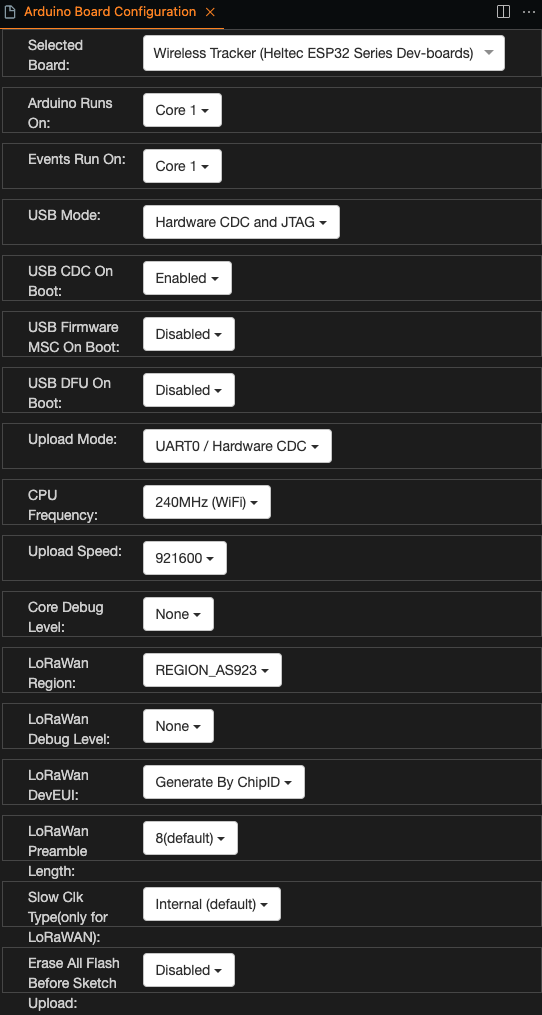 Arduino Board Configuration
Selected
Board:
Wireless Tracker (Heltec ESP32 Series Dev-boards)
Arduino Runs
On:
Core 1
Events Run On:
Core 1
USB Mode:
Hardware CDC and JTAG
USB CDC On
Boot:
Enabled
USB Firmware
MSC On Boot:
Disabled
USB DFU On
Boot:
Disabled
Upload Mode:
UART0 / Hardware CDC
CPU
Frequency:
240MHz (WiFi)
Upload Speed:
921600
Core Debug
Level:
None
LoRaWan
Region:
REGION_AS923
LoRaWan
Debug Level:
None
LoRaWan
DevEUI:
Generate By ChipID
LoRaWan
Preamble
Length:
8(default)
Slow Clk
Type(only for
LoRaWAN):
Internal (default)
Erase All Flash
Before Sketch
Upload:
Disabled